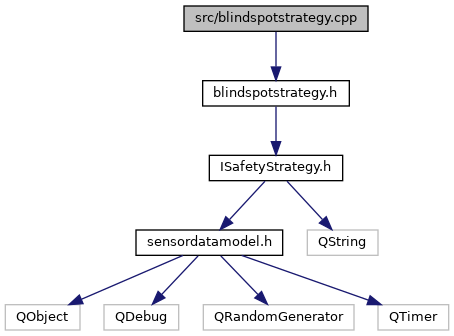 src/blindspotstrategy.cpp
blindspotstrategy.h
ISafetyStrategy.h
sensordatamodel.h
QString
QObject
QDebug
QRandomGenerator
QTimer